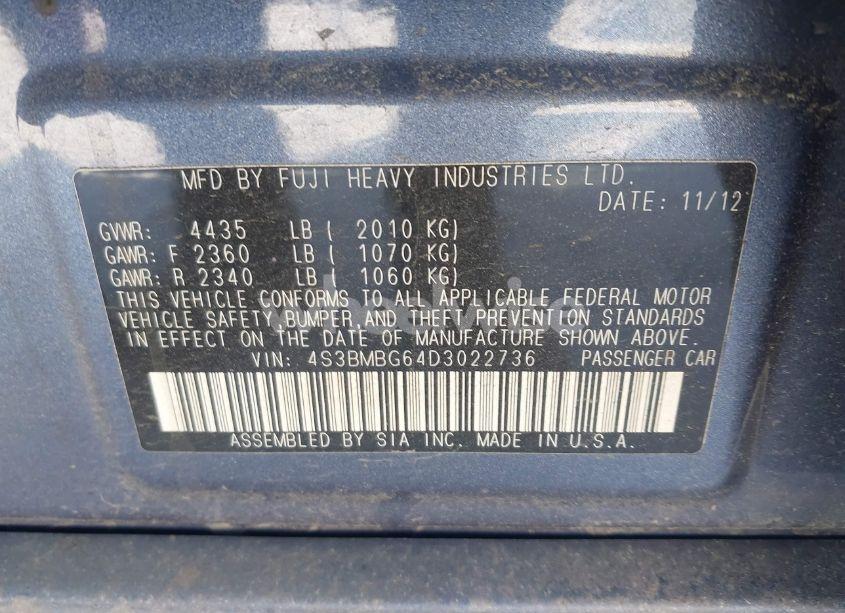 MFD BY FUJI HEAVY INDUSTRIES LTD.
DATE: 11/12
GVWR: 4435 LB ( 2010 KG)
GAWR: F 2360 LB ( 1070 KG)
GAWR: R 2340 LB ( 1060 KG)
THIS VEHICLE CONFORMS TO ALL APPLICABLE FEDERAL MOTOR
VEHICLE SAFETY,BUMPER,AND THEFT PREVENTION STANDARDS
IN EFFECT ON THE DATE OF MANUFACTURE SHOWN ABOVE.
VIN: 4S3BMBG64D3022736 PASSENGER CAR
ASSEMBLED BY SIA INC. MADE IN U.S.A.